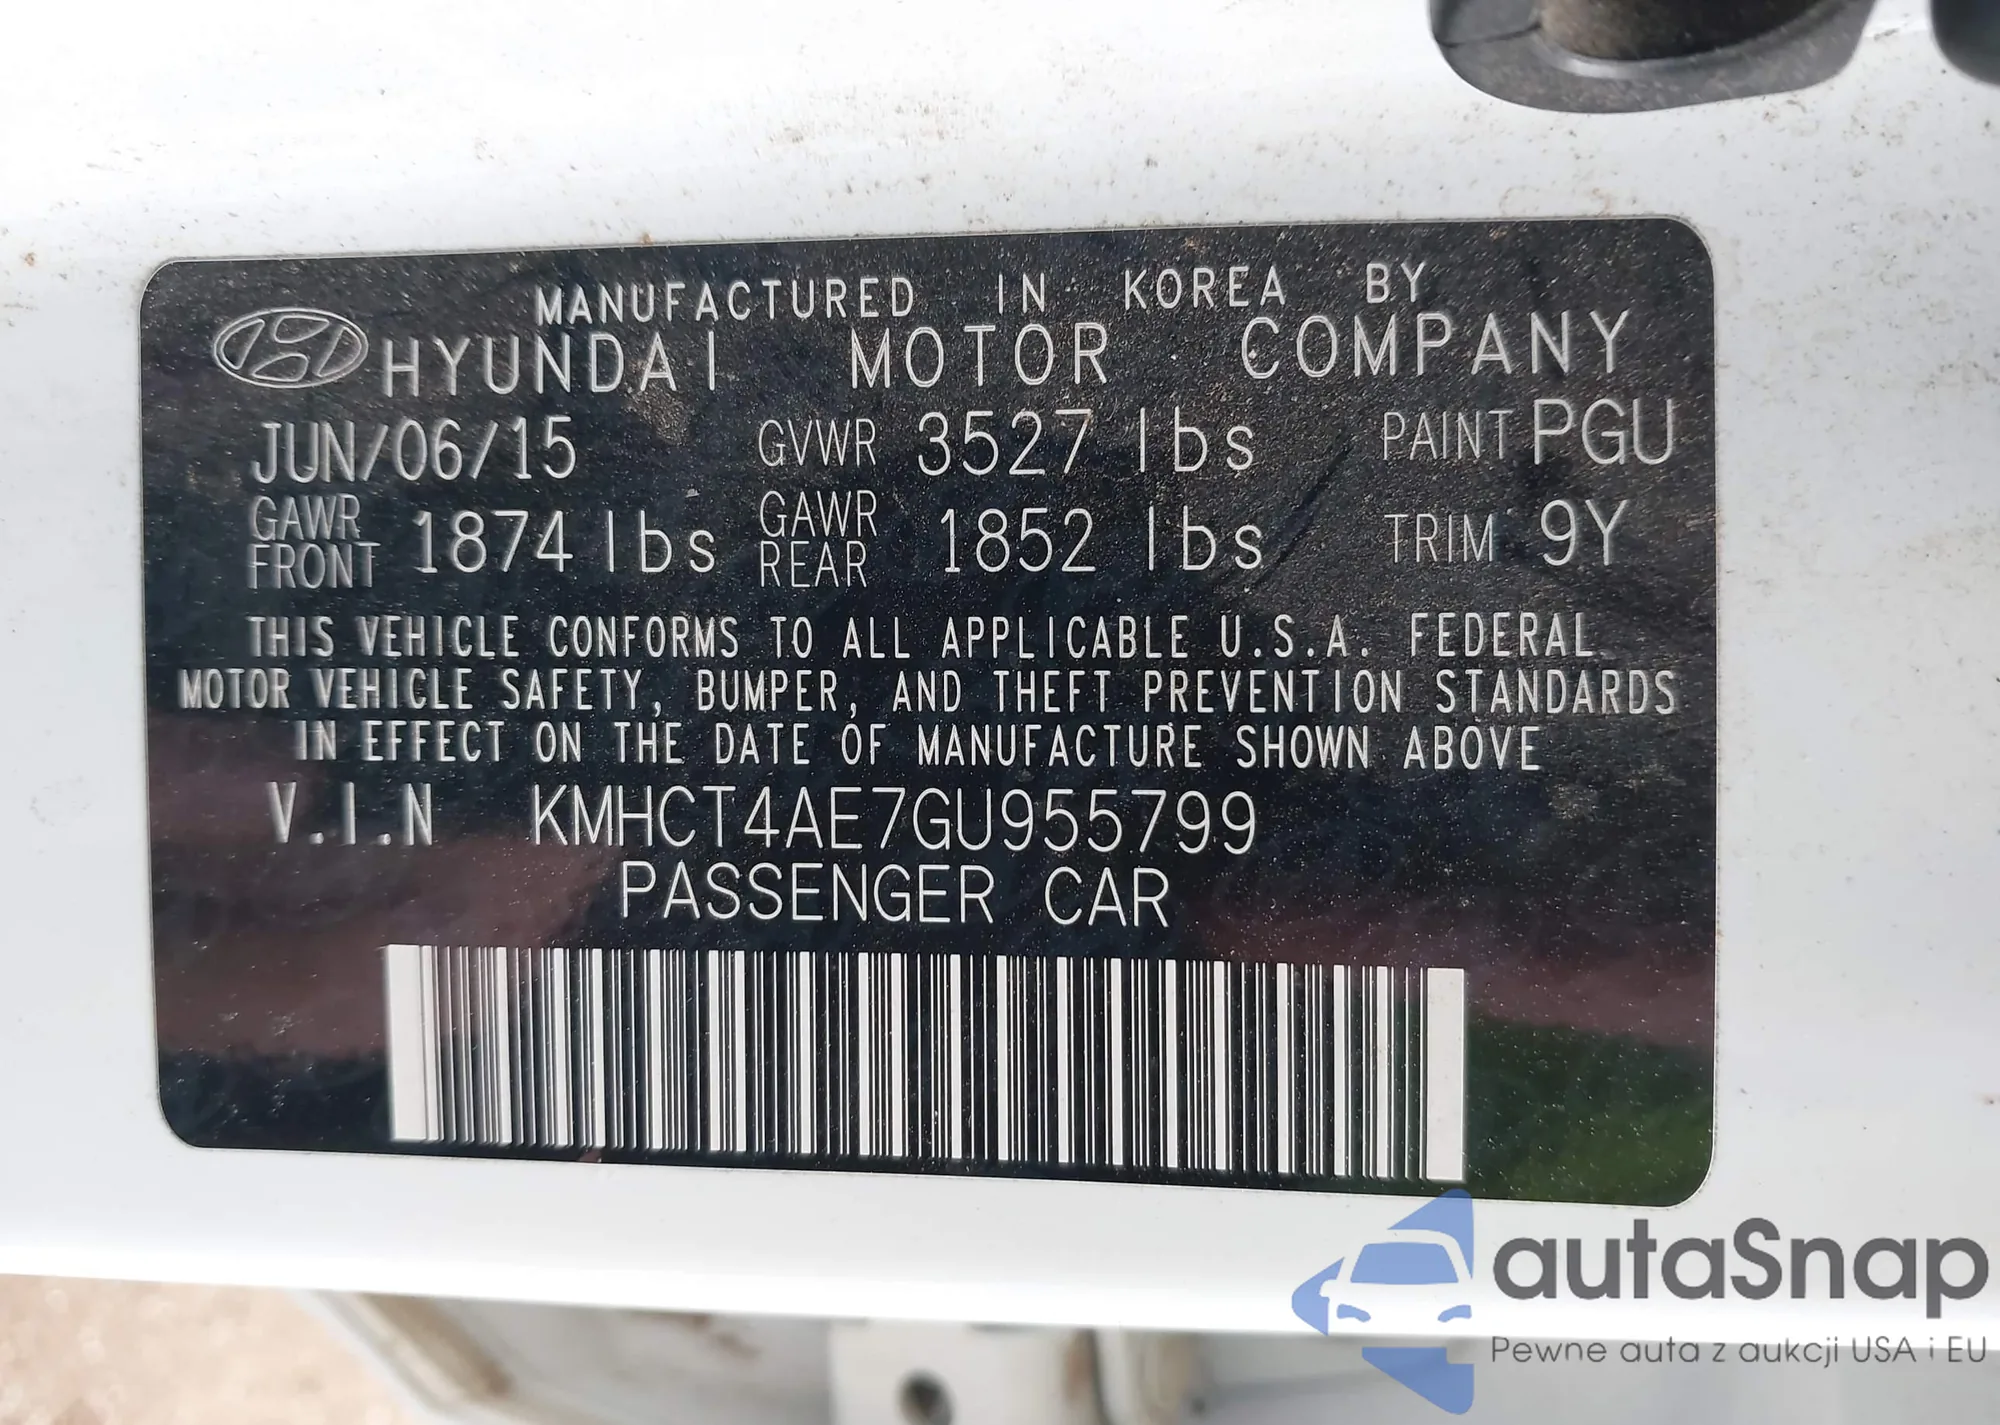 MANUFACTURED IN KOREA BY
HYUNDAI MOTOR COMPANY
JUN/06/15 GVWR 3527 lbs PAINT PGU
GAWR FRONT 1874 lbs GAWR REAR 1852 lbs TRIM 9Y
THIS VEHICLE CONFORMS TO ALL APPLICABLE U.S.A. FEDERAL
MOTOR VEHICLE SAFETY, BUMPER, AND THEFT PREVENTION STANDARDS
IN EFFECT ON THE DATE OF MANUFACTURE SHOWN ABOVE
V.I.N KMHCT4AE7GU955799
PASSENGER CAR
autaSnap
Pewne auta z aukcji USA i EU